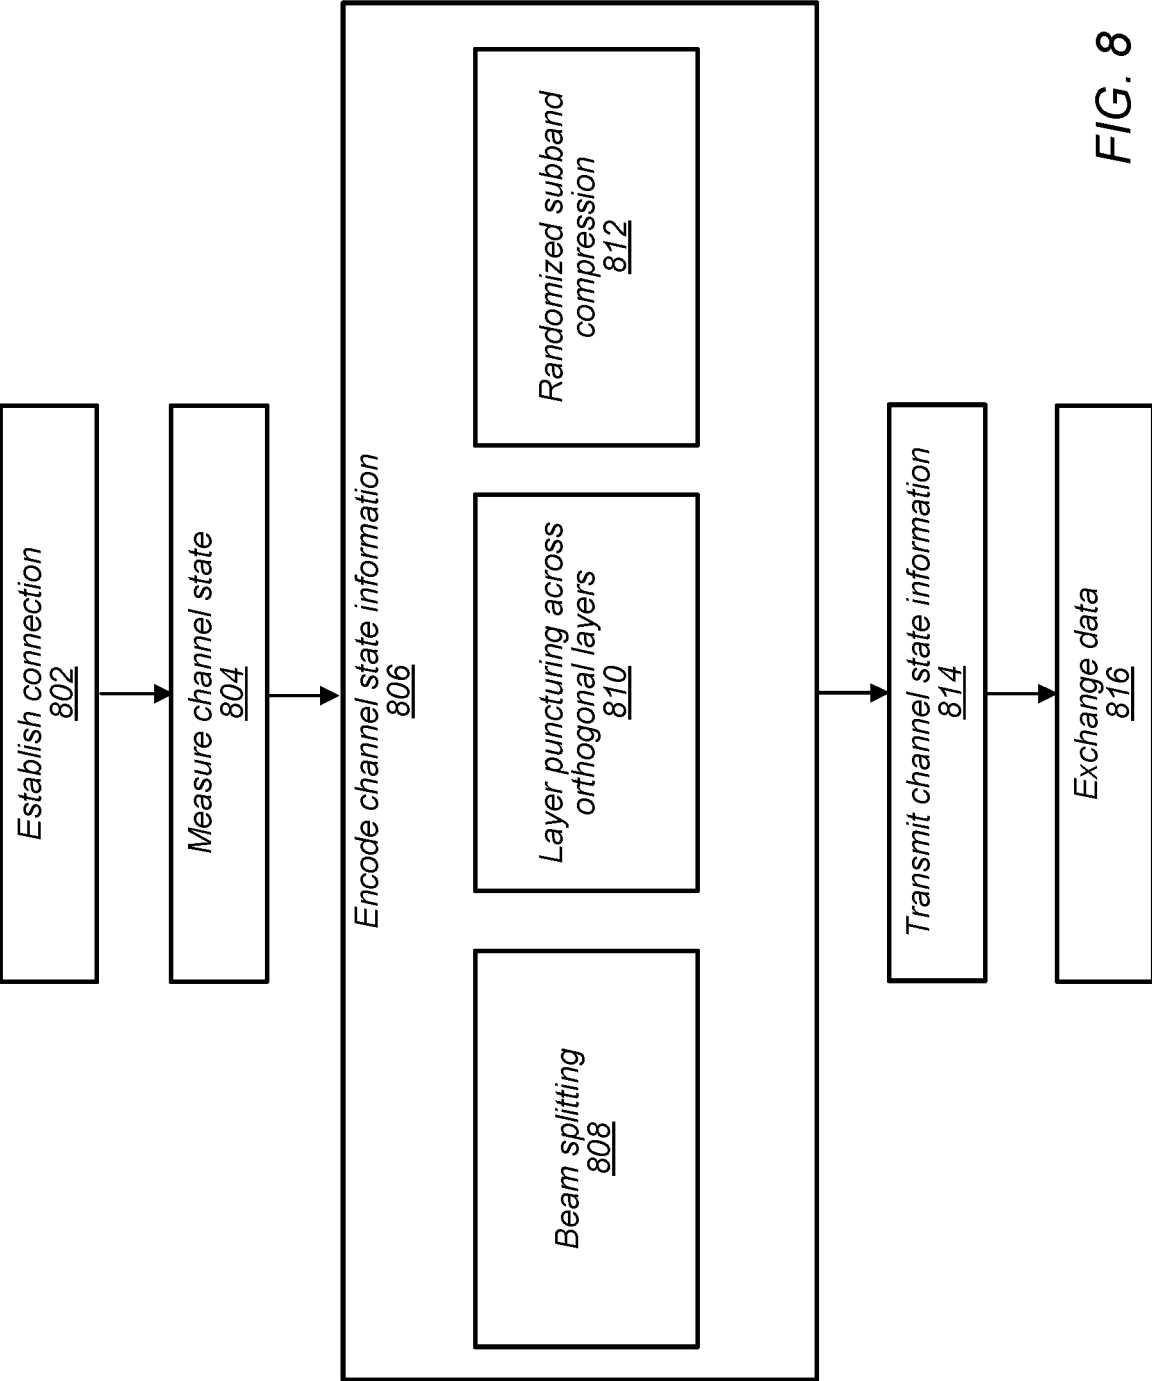 Establish connection
802
Measure channel state
804
Encode channel state information
806
Beam splitting
808
Layer puncturing across
orthogonal layers
810
Randomized subband
compression
812
Transmit channel state information
814
Exchange data
816
FIG. 8